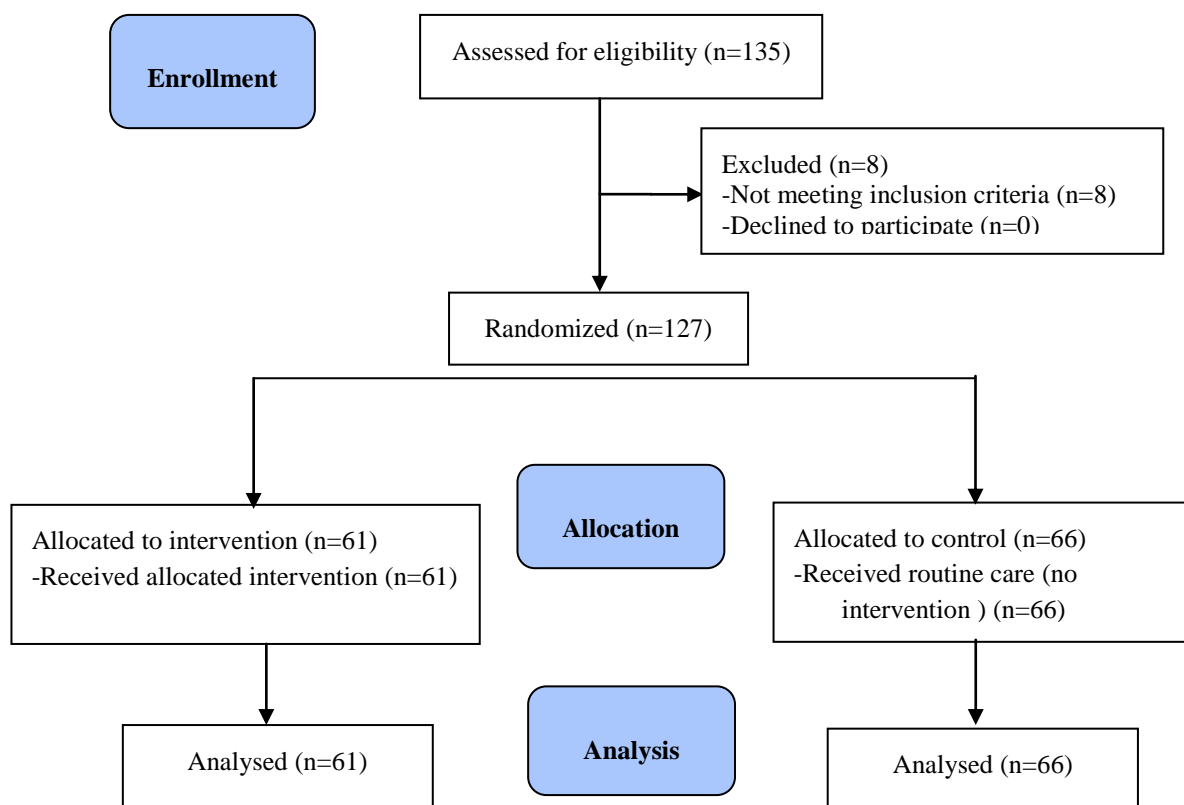 Enrollment
Assessed for eligibility (n=135)
Excluded (n=8)
-Not meeting inclusion criteria (n=8)
-Declined to participate (n=0)
Randomized (n=127)
Allocation
Allocated to intervention (n=61)
-Received allocated intervention (n=61)
Allocated to control (n=66)
-Received routine care (no
intervention ) (n=66)
Analysis
Analysed (n=61)
Analysed (n=66)